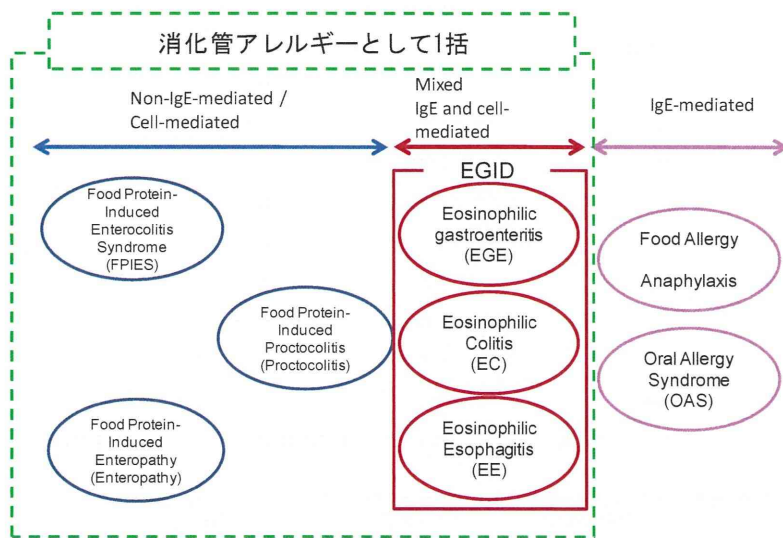 消化管アレルギーとして1括
Non-IgE-mediated /
Cell-mediated
Mixed
IgE and cell-
mediated
IgE-mediated
EGID
Food Protein-
Induced
Enterocolitis
Syndrome
(FPIES)
Food Protein-
Induced
Proctocolitis
(Proctocolitis)
Food Protein-
Induced
Enteropathy
(Enteropathy)
Eosinophilic
gastroenteritis
(EGE)
Eosinophilic
Colitis
(EC)
Eosinophilic
Esophagitis
(EE)
Food Allergy
Anaphylaxis
Oral Allergy
Syndrome
(OAS)